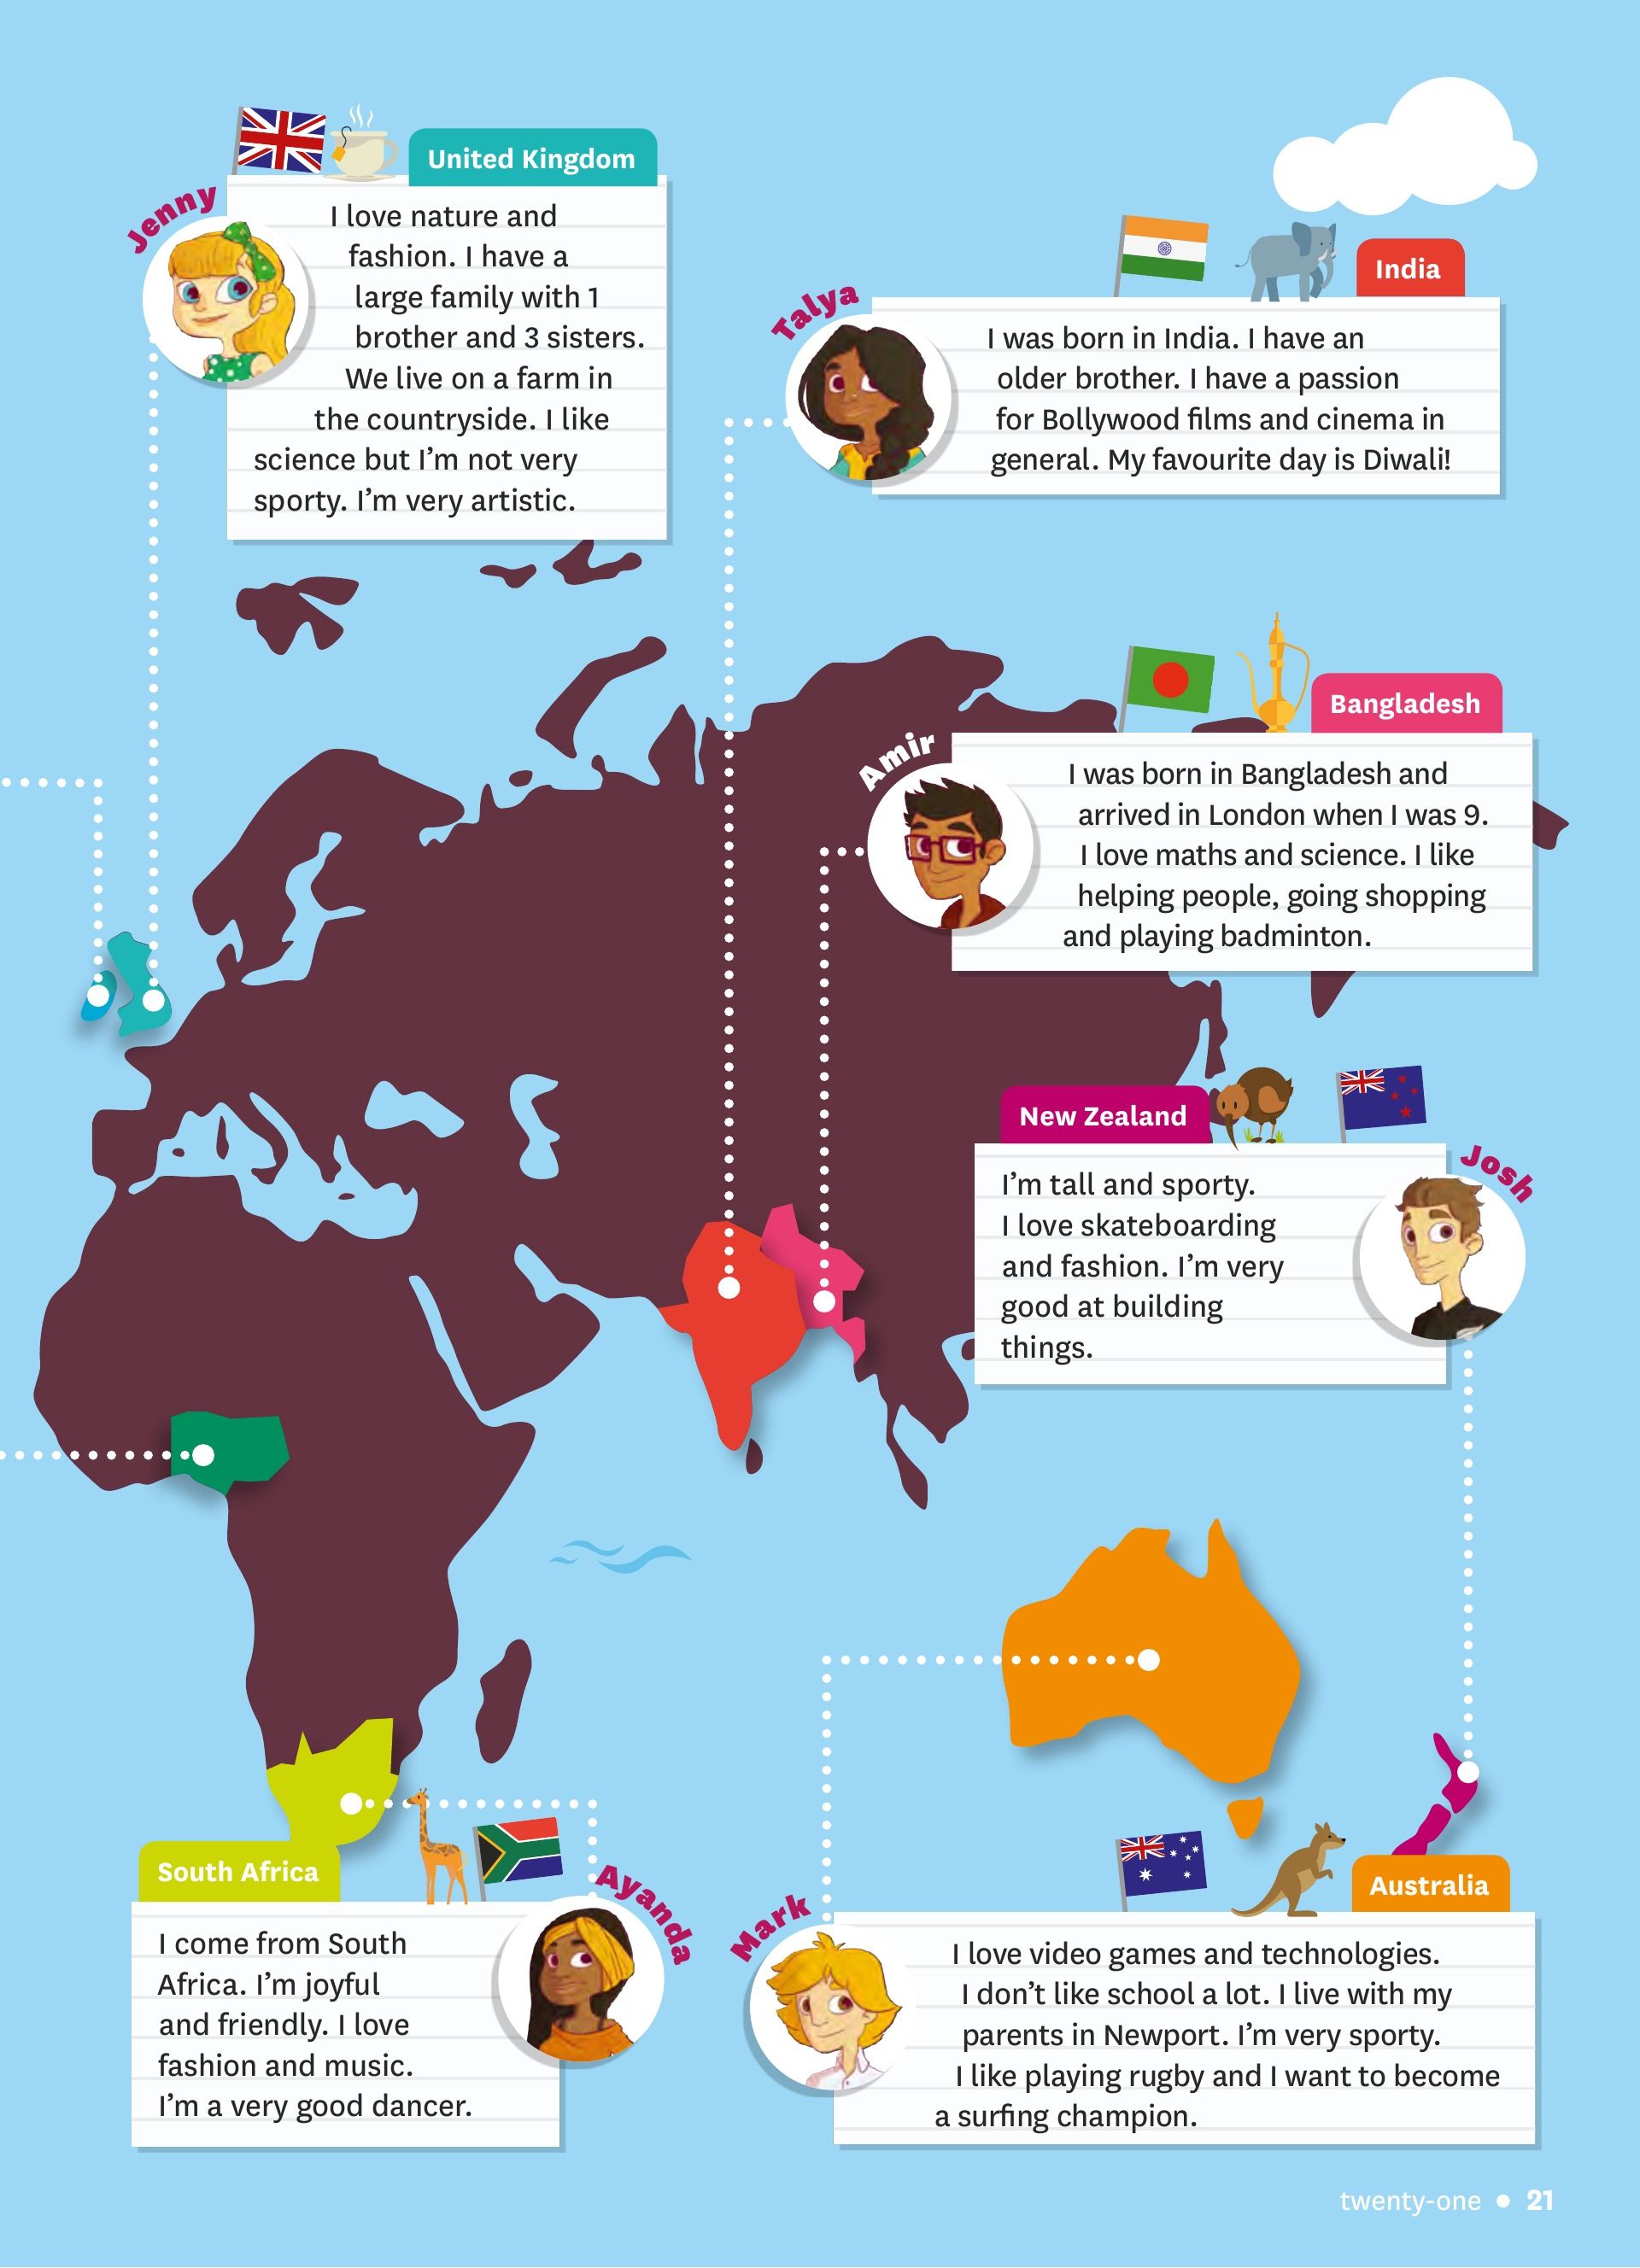 United Kingdom
Jenny
I love nature and
fashion. I have a
large family with 1
brother and 3 sisters.
We live on a farm in
the countryside. I like
science but I'm not very
sporty. I'm very artistic.
India
Talya
I was born in India. I have an
older brother. I have a passion
for Bollywood films and cinema in
general. My favourite day is Diwali!
Bangladesh
Amir
I was born in Bangladesh and
arrived in London when I was 9.
I love maths and science. I like
helping people, going shopping
and playing badminton.
New Zealand
Josh
I'm tall and sporty.
I love skateboarding
and fashion. I'm very
good at building
things.
South Africa
Ayanda
I come from South
Africa. I'm joyful
and friendly. I love
fashion and music.
I'm a very good dancer.
Australia
Mark
I love video games and technologies.
I don't like school a lot. I live with my
parents in Newport. I'm very sporty.
I like playing rugby and I want to become
a surfing champion.
twenty-one • 21